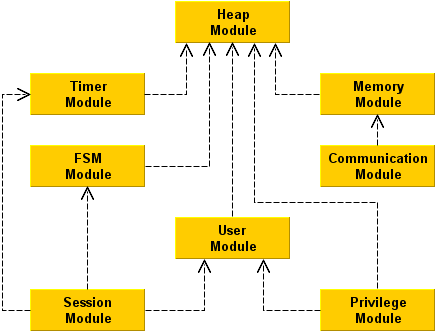 Heap
Module
Timer
Module
Memory
Module
FSM
Module
Communication
Module
User
Module
Session
Module
Privilege
Module